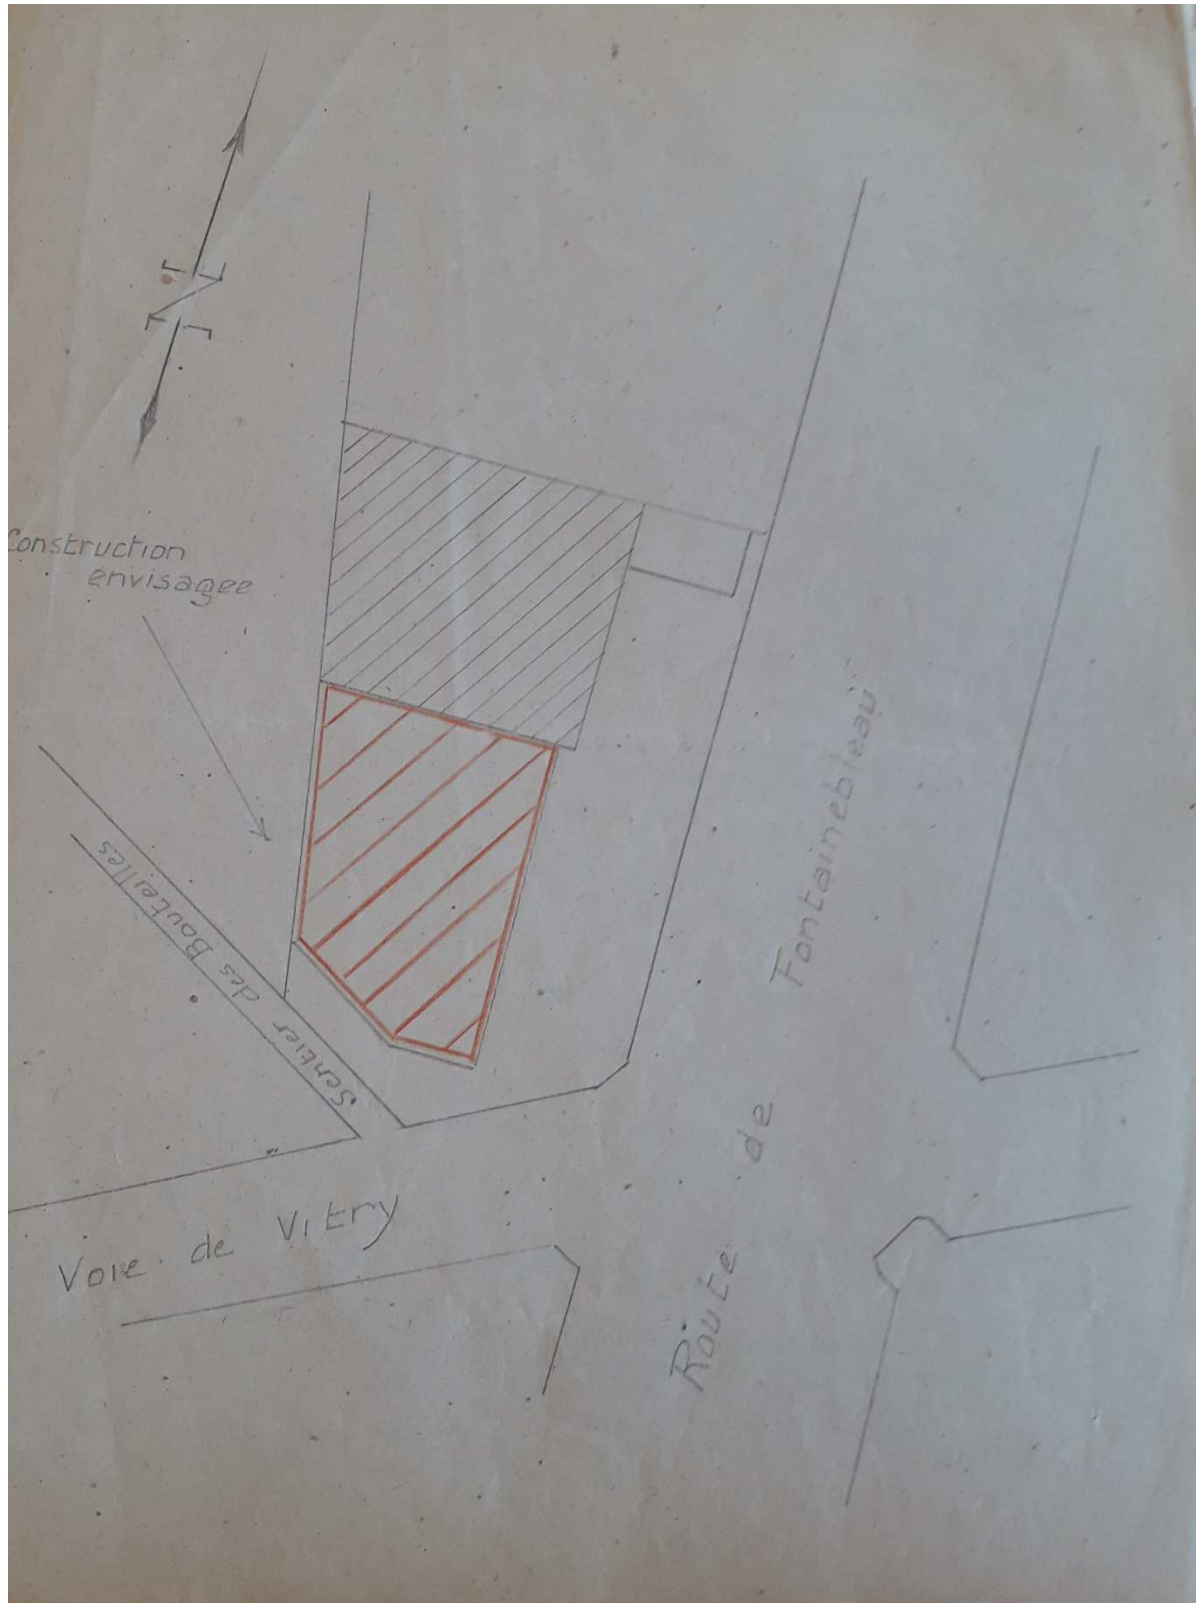 N
Construction
envisagee
Sentier des Bouteilles
Voie de Vitry
Route de Fontainebleau